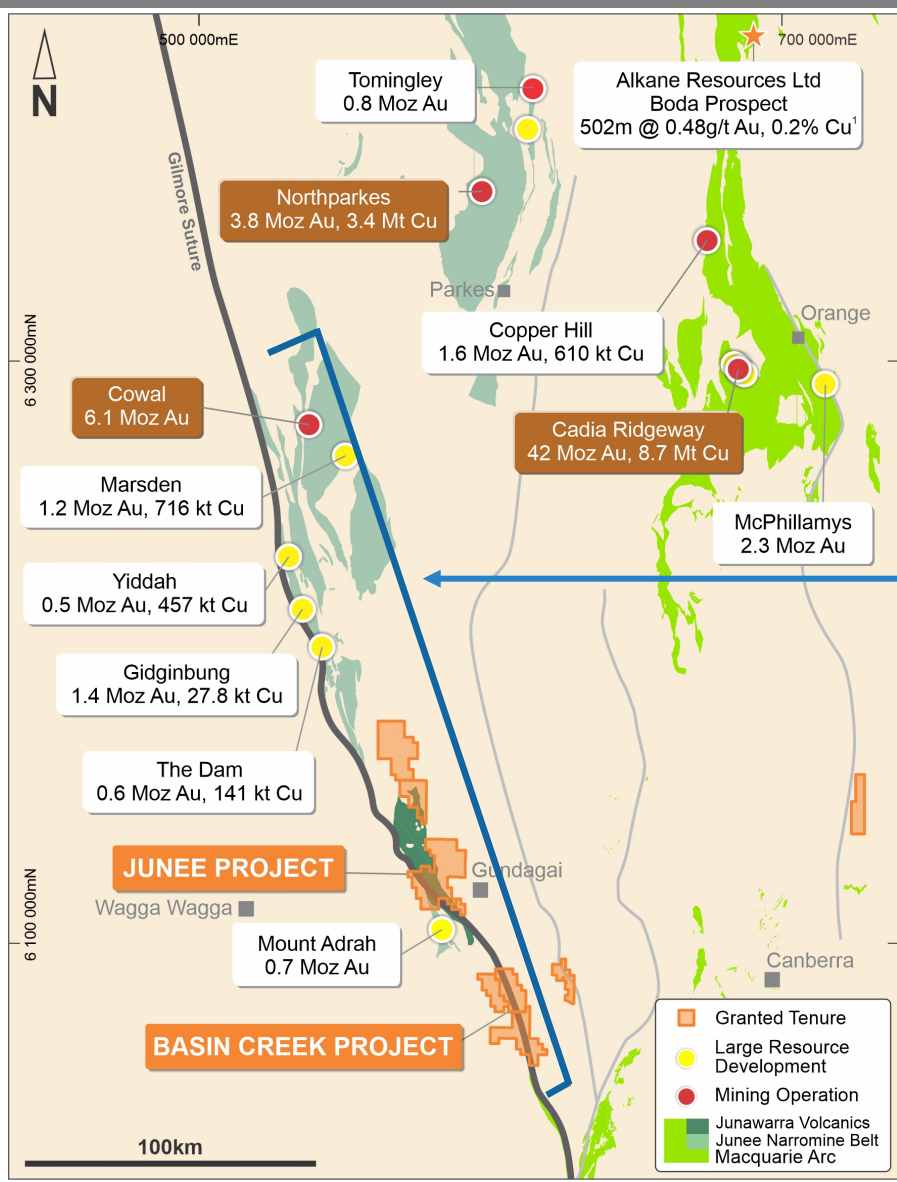 500 000mE
700 000mE
N
Gilmore Suture
Tomingley
0.8 Moz Au
Alkane Resources Ltd
Boda Prospect
502m @ 0.48g/t Au, 0.2% Cu¹
Northparkes
3.8 Moz Au, 3.4 Mt Cu
Parkes
Orange
Copper Hill
1.6 Moz Au, 610 kt Cu
6 300 000mN
Cowal
6.1 Moz Au
Cadia Ridgeway
42 Moz Au, 8.7 Mt Cu
Marsden
1.2 Moz Au, 716 kt Cu
McPhillamys
2.3 Moz Au
Yiddah
0.5 Moz Au, 457 kt Cu
Gidginbung
1.4 Moz Au, 27.8 kt Cu
The Dam
0.6 Moz Au, 141 kt Cu
JUNEE PROJECT
Gundagai
Wagga Wagga
6 100 000mN
Mount Adrah
0.7 Moz Au
Canberra
BASIN CREEK PROJECT
Granted Tenure
Large Resource
Development
Mining Operation
Junawarra Volcanics
Junee Narromine Belt
Macquarie Arc
100km